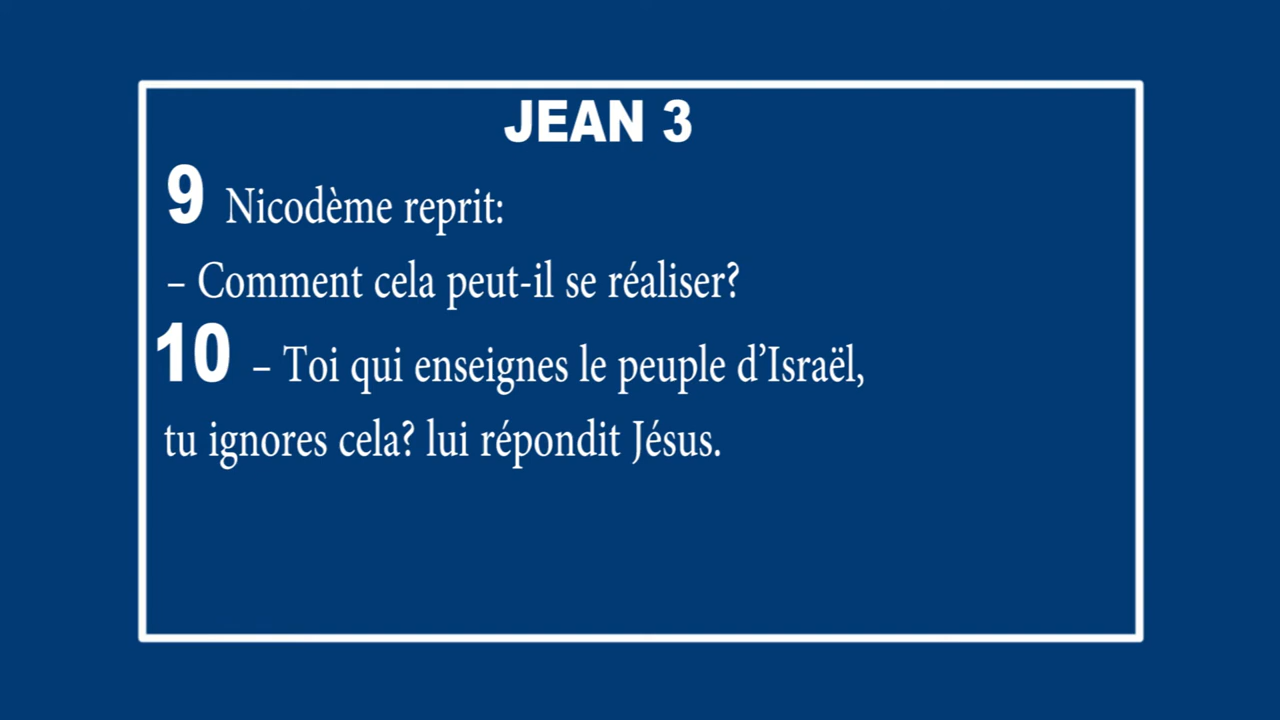 JEAN 3
9 Nicodème reprit:
– Comment cela peut-il se réaliser?
10 – Toi qui enseignes le peuple d’Israël,
tu ignores cela? lui répondit Jésus.